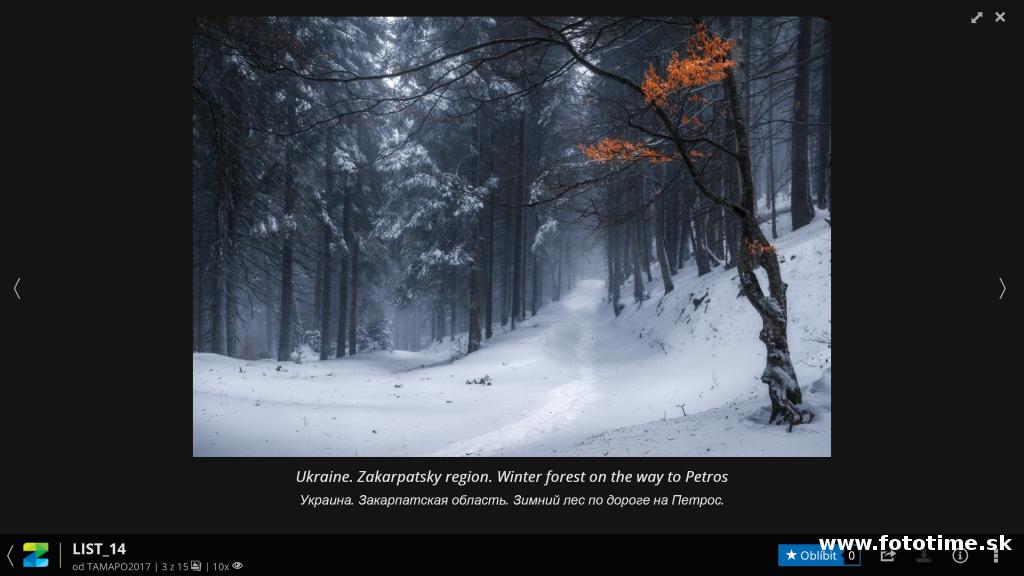 Ukraine. Zakarpatsky region. Winter forest on the way to Petros
Украина. Закарпатская область. Зимний лес по дороге на Петрос.
LIST_14
od TAMAPO2017 | 3 z 15 | 10x
Oblíbit 0
www.fototime.sk